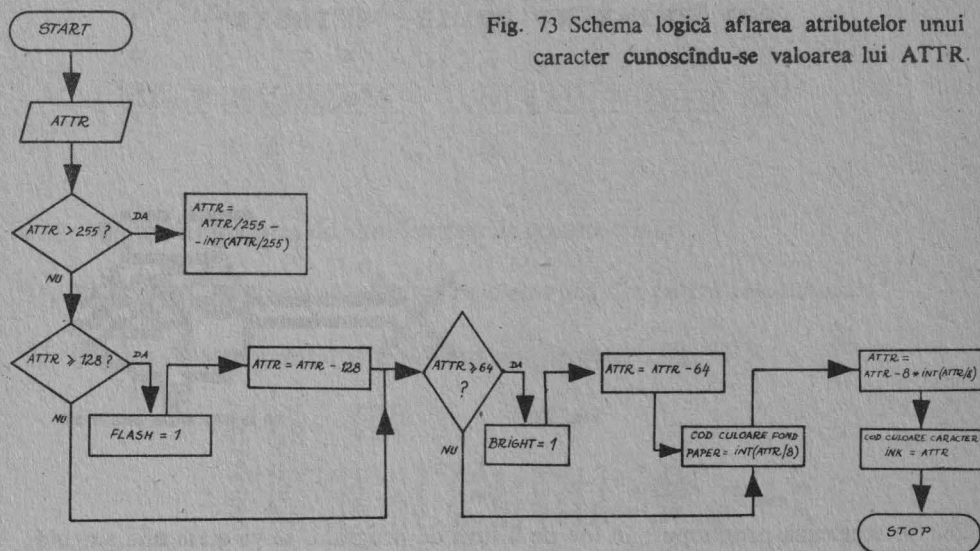 Fig. 73 Schema logică aflarea atributelor unui
caracter cunoscîndu-se valoarea lui ATTR.
START
ATTR
ATTR > 255 ?
DA
ATTR =
ATTR/255 –
-INT(ATTR/255)
NU
ATTR ⩾ 128 ?
DA
FLASH = 1
ATTR = ATTR - 128
NU
ATTR ⩾ 64
?
DA
BRIGHT = 1
ATTR = ATTR - 64
NU
COD CULOARE FOND
PAPER = INT(ATTR/8)
ATTR =
ATTR - 8 * INT(ATTR/8)
COD CULOARE CARACTER
INK = ATTR
STOP